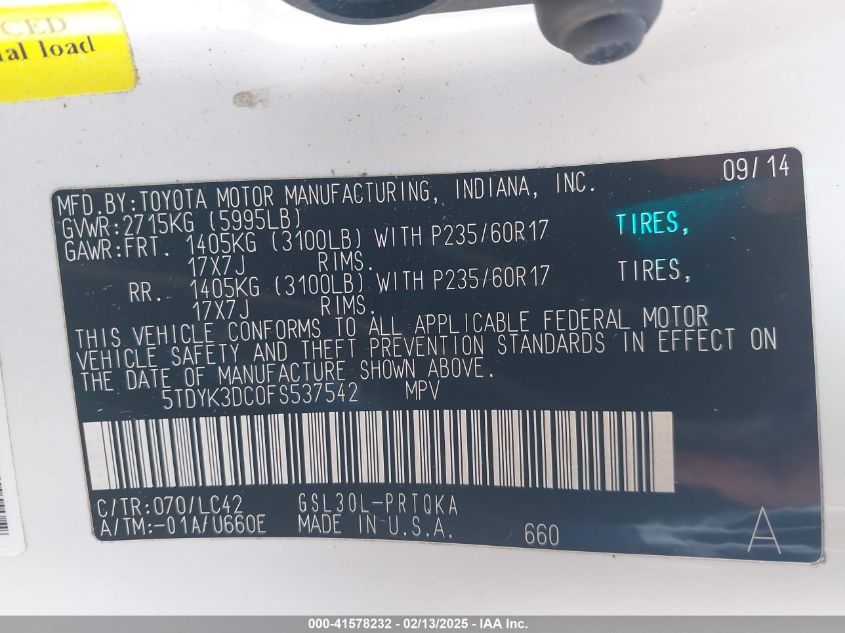 CED
ial load
09/14
MFD.BY:TOYOTA MOTOR MANUFACTURING, INDIANA, INC.
GVWR:2715KG (5995LB)
GAWR:FRT. 1405KG (3100LB) WITH P235/60R17 TIRES,
17X7J RIMS.
RR. 1405KG (3100LB) WITH P235/60R17 TIRES,
17X7J RIMS.
THIS VEHICLE CONFORMS TO ALL APPLICABLE FEDERAL MOTOR
VEHICLE SAFETY AND THEFT PREVENTION STANDARDS IN EFFECT ON
THE DATE OF MANUFACTURE SHOWN ABOVE.
5TDYK3DC0FS537542 MPV
C/TR:070/LC42 GSL30L-PRTQKA
A/TM:-01A/U660E MADE IN U.S.A. 660 A
000-41578232 - 02/13/2025 - IAA Inc.